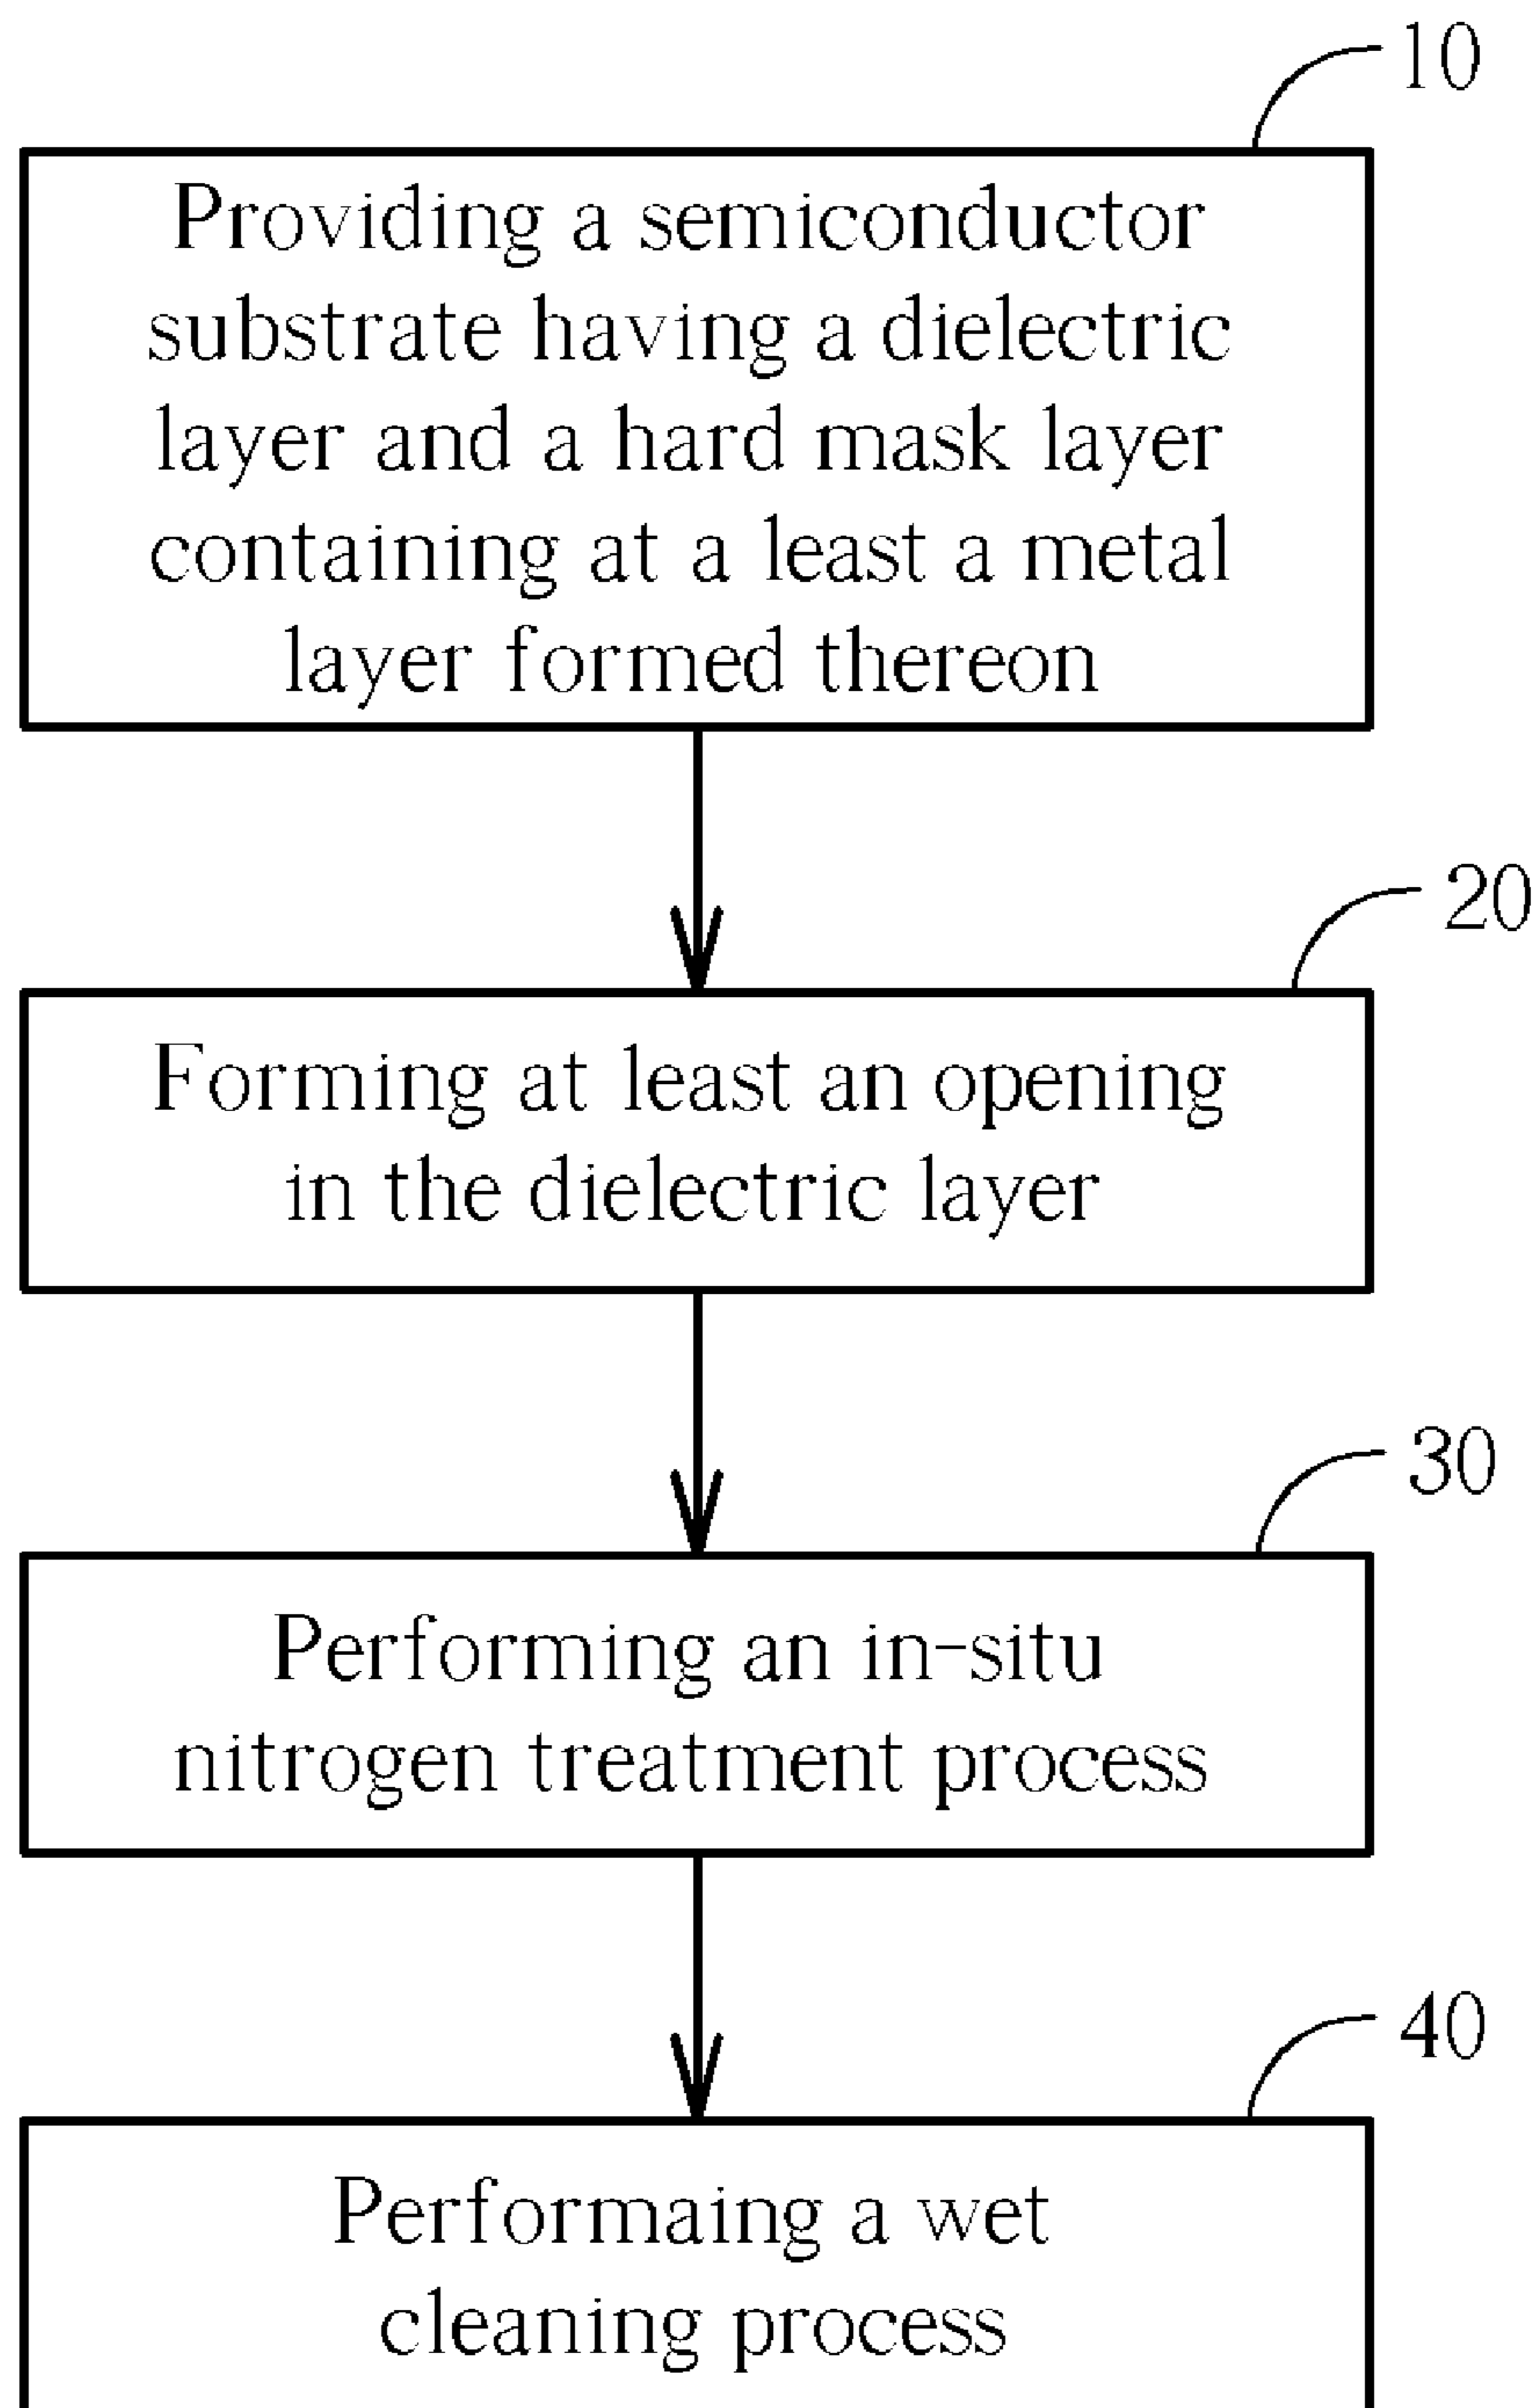 10
Providing a semiconductor
substrate having a dielectric
layer and a hard mask layer
containing at a least a metal
layer formed thereon
20
Forming at least an opening
in the dielectric layer
30
Performing an in-situ
nitrogen treatment process
40
Performaing a wet
cleaning process